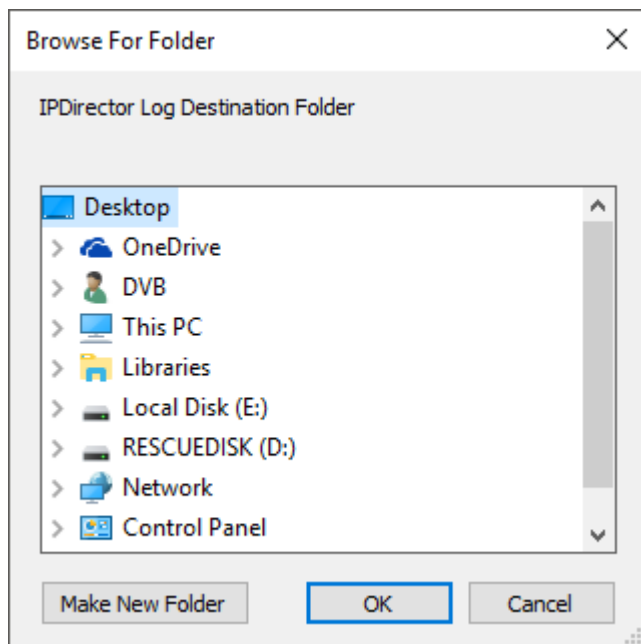 Browse For Folder
IPDirector Log Destination Folder
Desktop
OneDrive
DVB
This PC
Libraries
Local Disk (E:)
RESCUEDISK (D:)
Network
Control Panel
Make New Folder OK Cancel